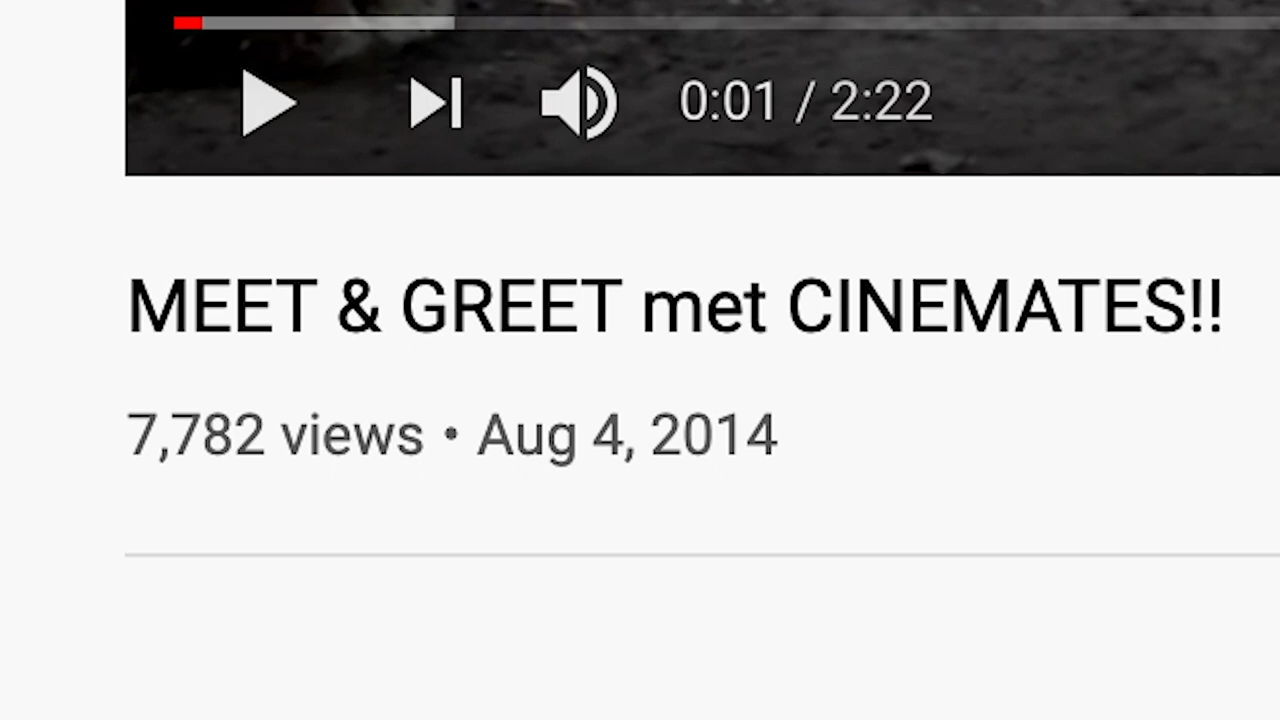 0:01 / 2:22
MEET & GREET met CINEMATES!!
7,782 views • Aug 4, 2014